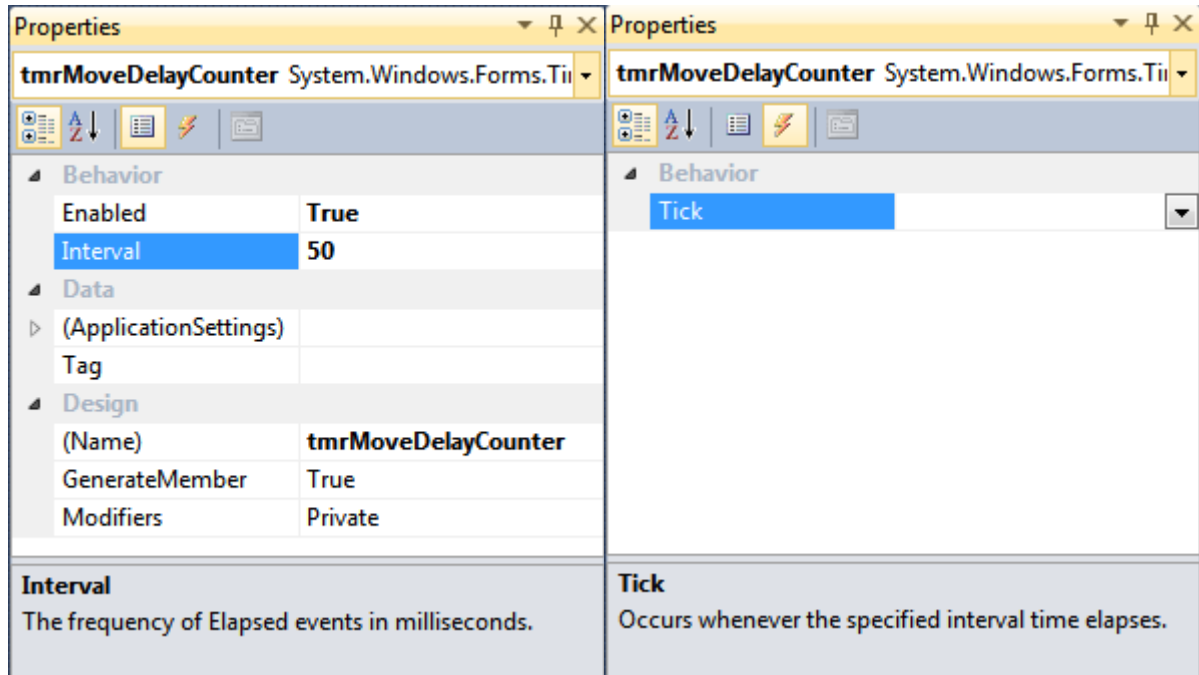 Properties
tmrMoveDelayCounter System.Windows.Forms.Ti
Behavior
Enabled True
Interval 50
Data
(ApplicationSettings)
Tag
Design
(Name) tmrMoveDelayCounter
GenerateMember True
Modifiers Private
Interval
The frequency of Elapsed events in milliseconds.
Properties
tmrMoveDelayCounter System.Windows.Forms.Ti
Behavior
Tick
Tick
Occurs whenever the specified interval time elapses.